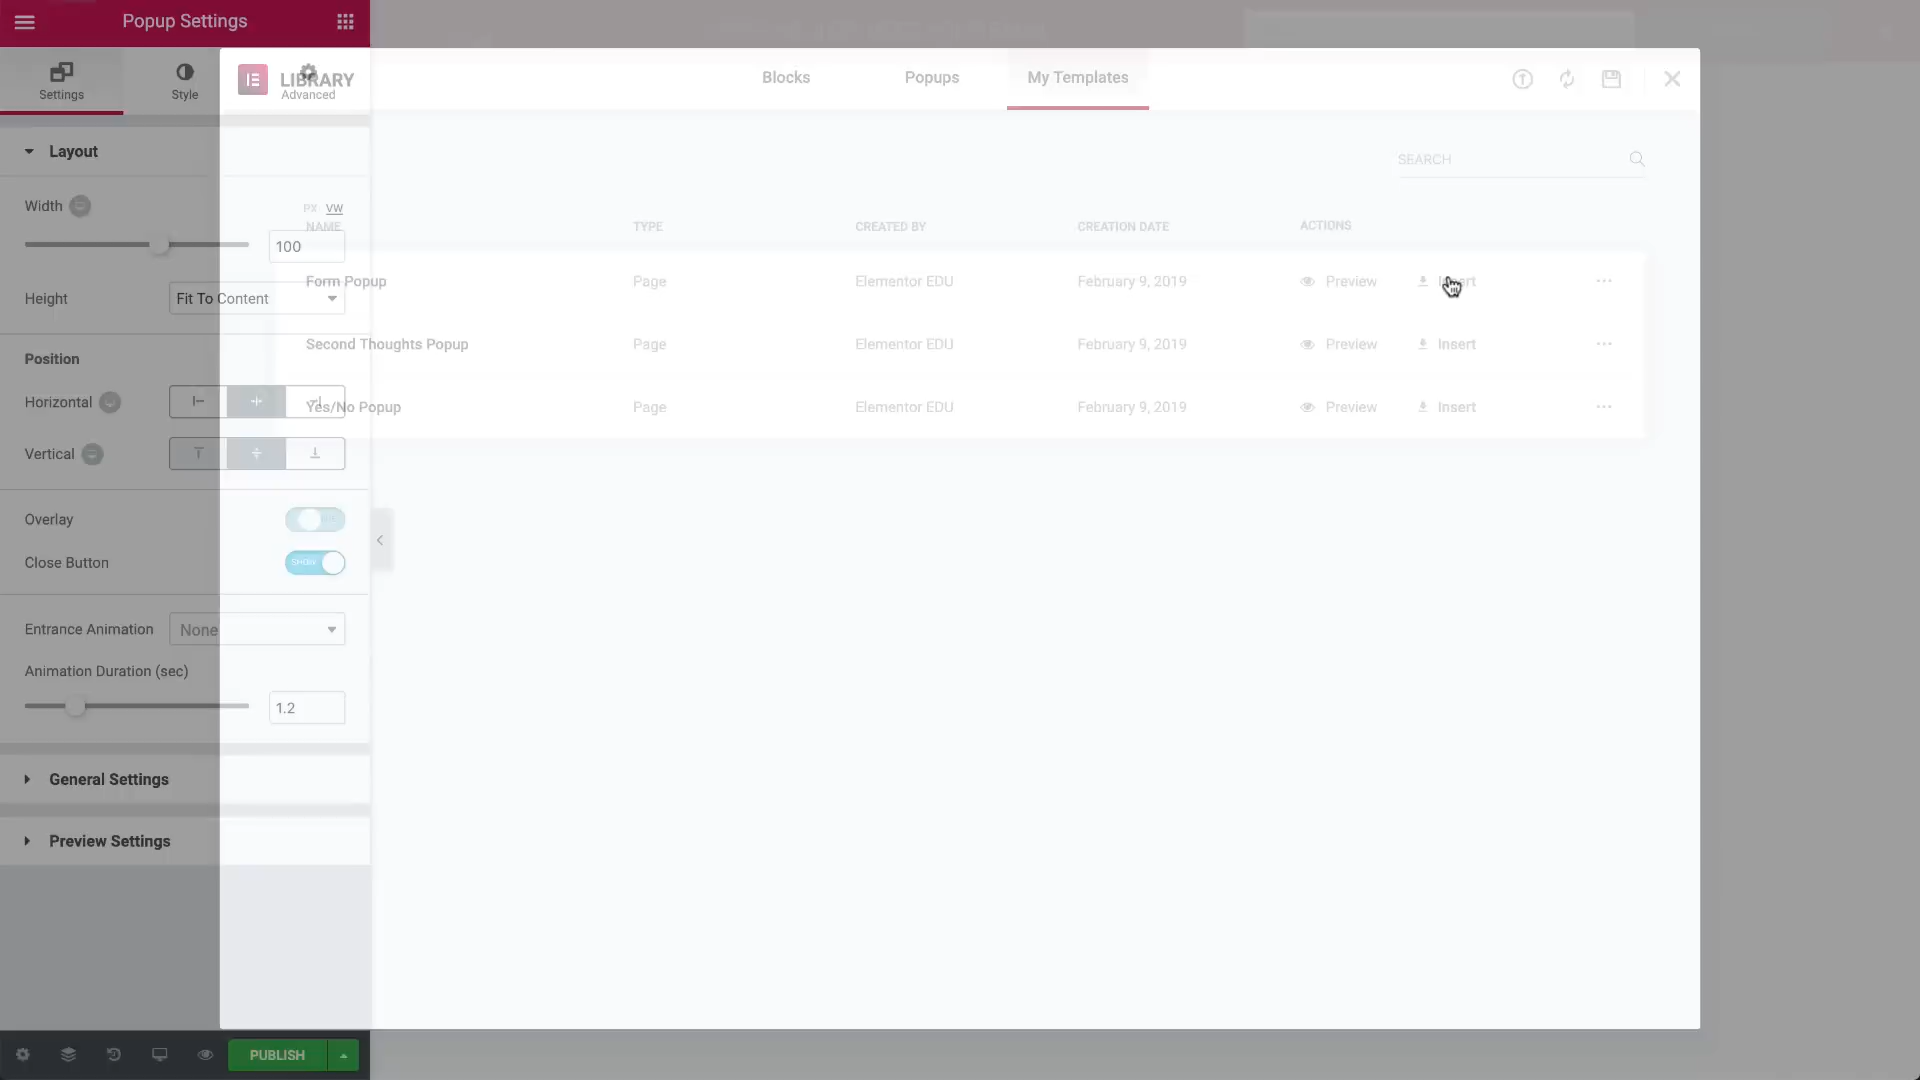 Popup Settings
Settings
Style
Advanced
LIBRARY
Blocks
Popups
My Templates
Layout
SEARCH
Width
PX VW
100
NAME
TYPE
CREATED BY
CREATION DATE
ACTIONS
Form Popup
Page
Elementor EDU
February 9, 2019
Preview
Insert
Height
Fit To Content
Second Thoughts Popup
Page
Elementor EDU
February 9, 2019
Preview
Insert
Position
Horizontal
Yes/No Popup
Page
Elementor EDU
February 9, 2019
Preview
Insert
Vertical
Overlay
Close Button
SHOW
Entrance Animation
None
Animation Duration (sec)
1.2
General Settings
Preview Settings
PUBLISH